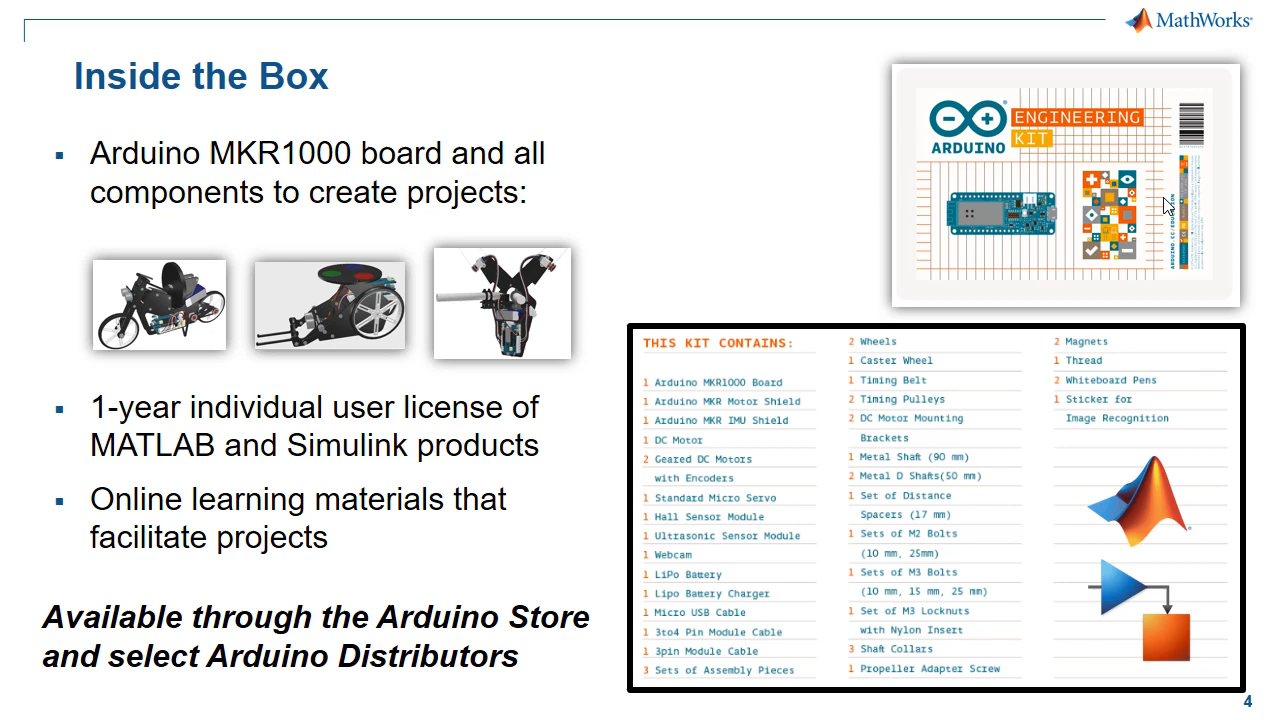 MathWorks®
Inside the Box
▪ Arduino MKR1000 board and all
components to create projects:
▪ 1-year individual user license of
MATLAB and Simulink products
▪ Online learning materials that
facilitate projects
Available through the Arduino Store
and select Arduino Distributors
ARDUINO
ENGINEERING
KIT
THIS KIT CONTAINS:
1 Arduino MKR1000 Board
1 Arduino MKR Motor Shield
1 Arduino MKR IMU Shield
1 DC Motor
2 Geared DC Motors
with Encoders
1 Standard Micro Servo
1 Hall Sensor Module
1 Ultrasonic Sensor Module
1 Webcam
1 LiPo Battery
1 Lipo Battery Charger
1 Micro USB Cable
1 3to4 Pin Module Cable
1 3pin Module Cable
3 Sets of Assembly Pieces
2 Wheels
1 Caster Wheel
1 Timing Belt
2 Timing Pulleys
2 DC Motor Mounting
Brackets
1 Metal Shaft (90 mm)
2 Metal D Shafts(50 mm)
1 Set of Distance
Spacers (17 mm)
1 Sets of M2 Bolts
(10 mm, 25mm)
1 Sets of M3 Bolts
(10 mm, 15 mm, 25 mm)
1 Set of M3 Locknuts
with Nylon Insert
3 Shaft Collars
1 Propeller Adapter Screw
2 Magnets
1 Thread
2 Whiteboard Pens
1 Sticker for
Image Recognition
4